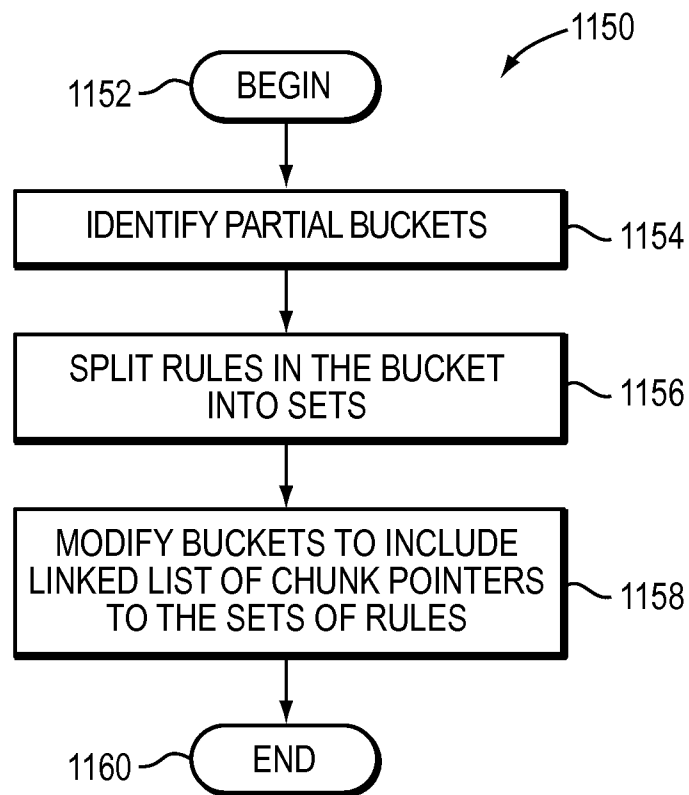 1150
1152
BEGIN
IDENTIFY PARTIAL BUCKETS
1154
SPLIT RULES IN THE BUCKET
INTO SETS
1156
MODIFY BUCKETS TO INCLUDE
LINKED LIST OF CHUNK POINTERS
TO THE SETS OF RULES
1158
1160
END